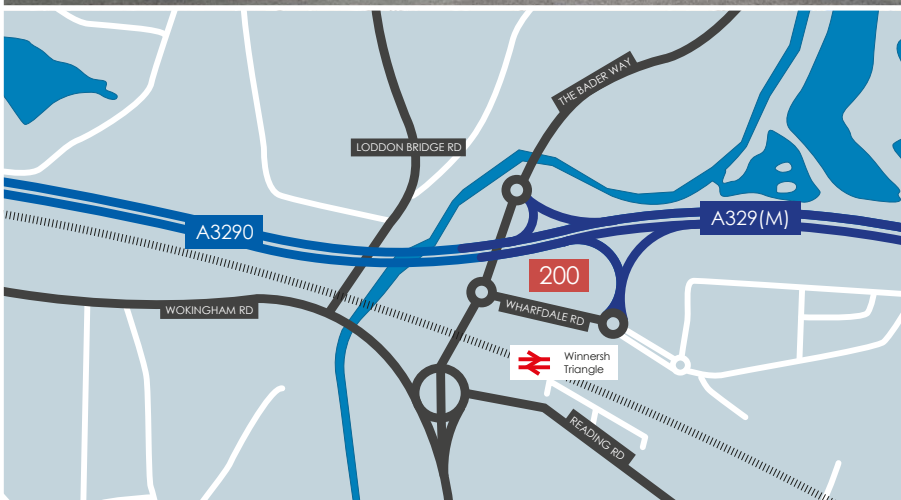 THE BADER WAY
LODDON BRIDGE RD
A3290
A329(M)
200
WOKINGHAM RD
WHARFDALE RD
Winnersh
Triangle
READING RD